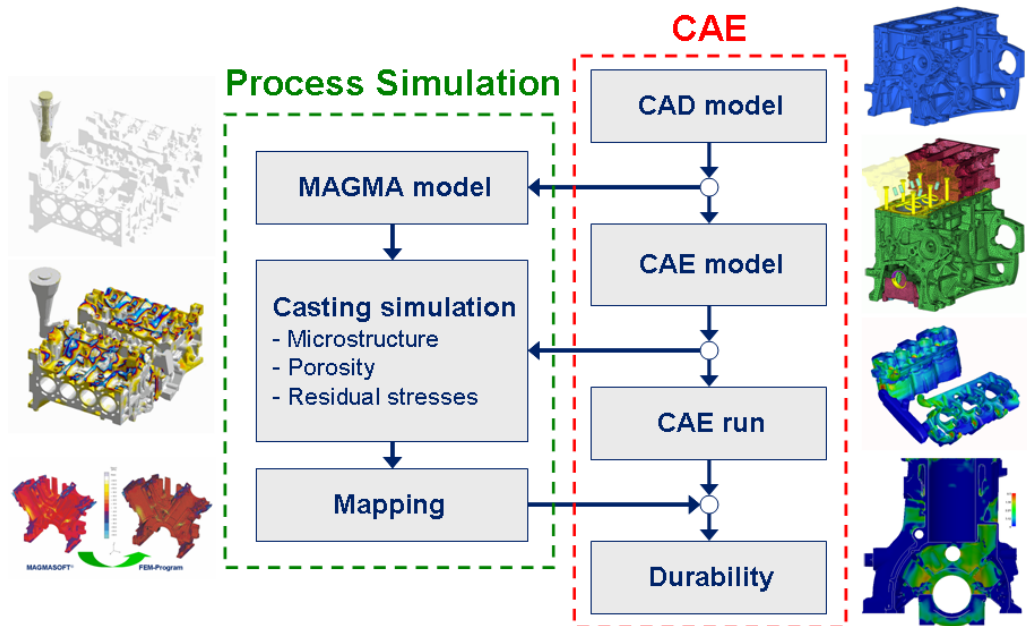 CAE
Process Simulation
CAD model
MAGMA model
CAE model
Casting simulation
- Microstructure
- Porosity
- Residual stresses
CAE run
Mapping
Durability
MAGMASOFT®
FEM-Program